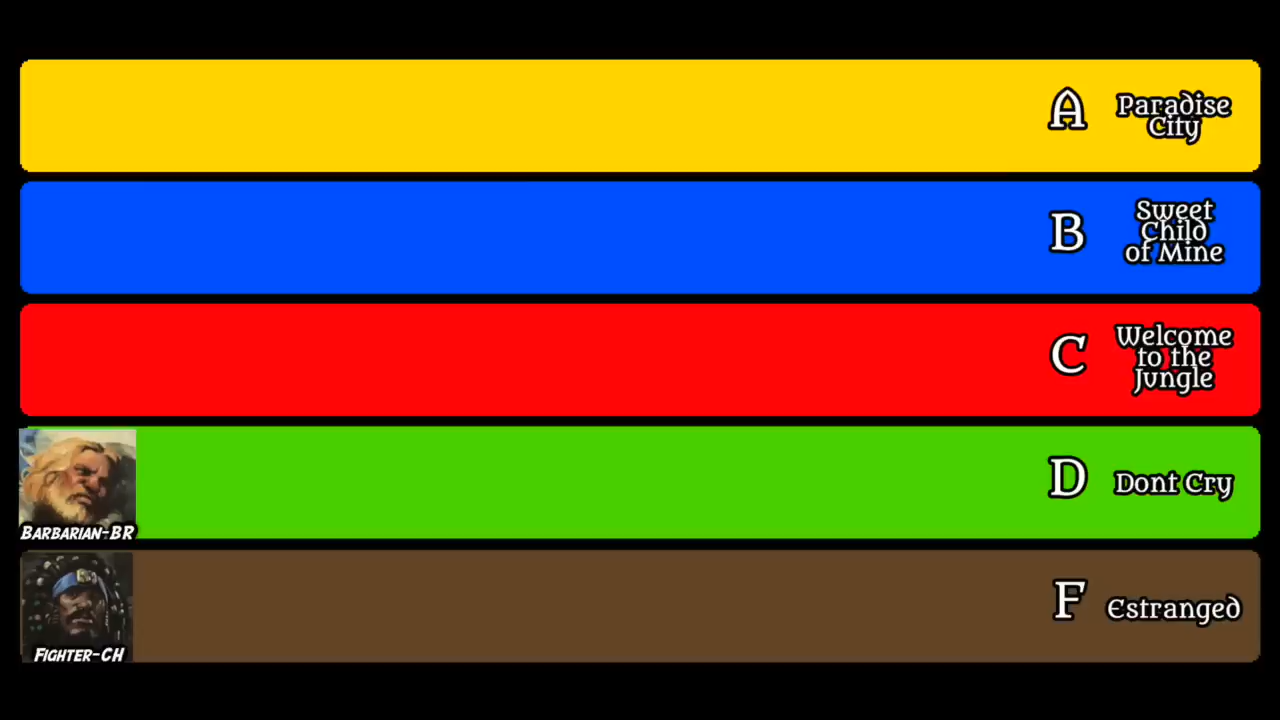 A
Paradise
City
B
Sweet
Child
of Mine
C
Welcome
to the
Jungle
D
Dont Cry
Barbarian-BR
F
Estranged
Fighter-CH